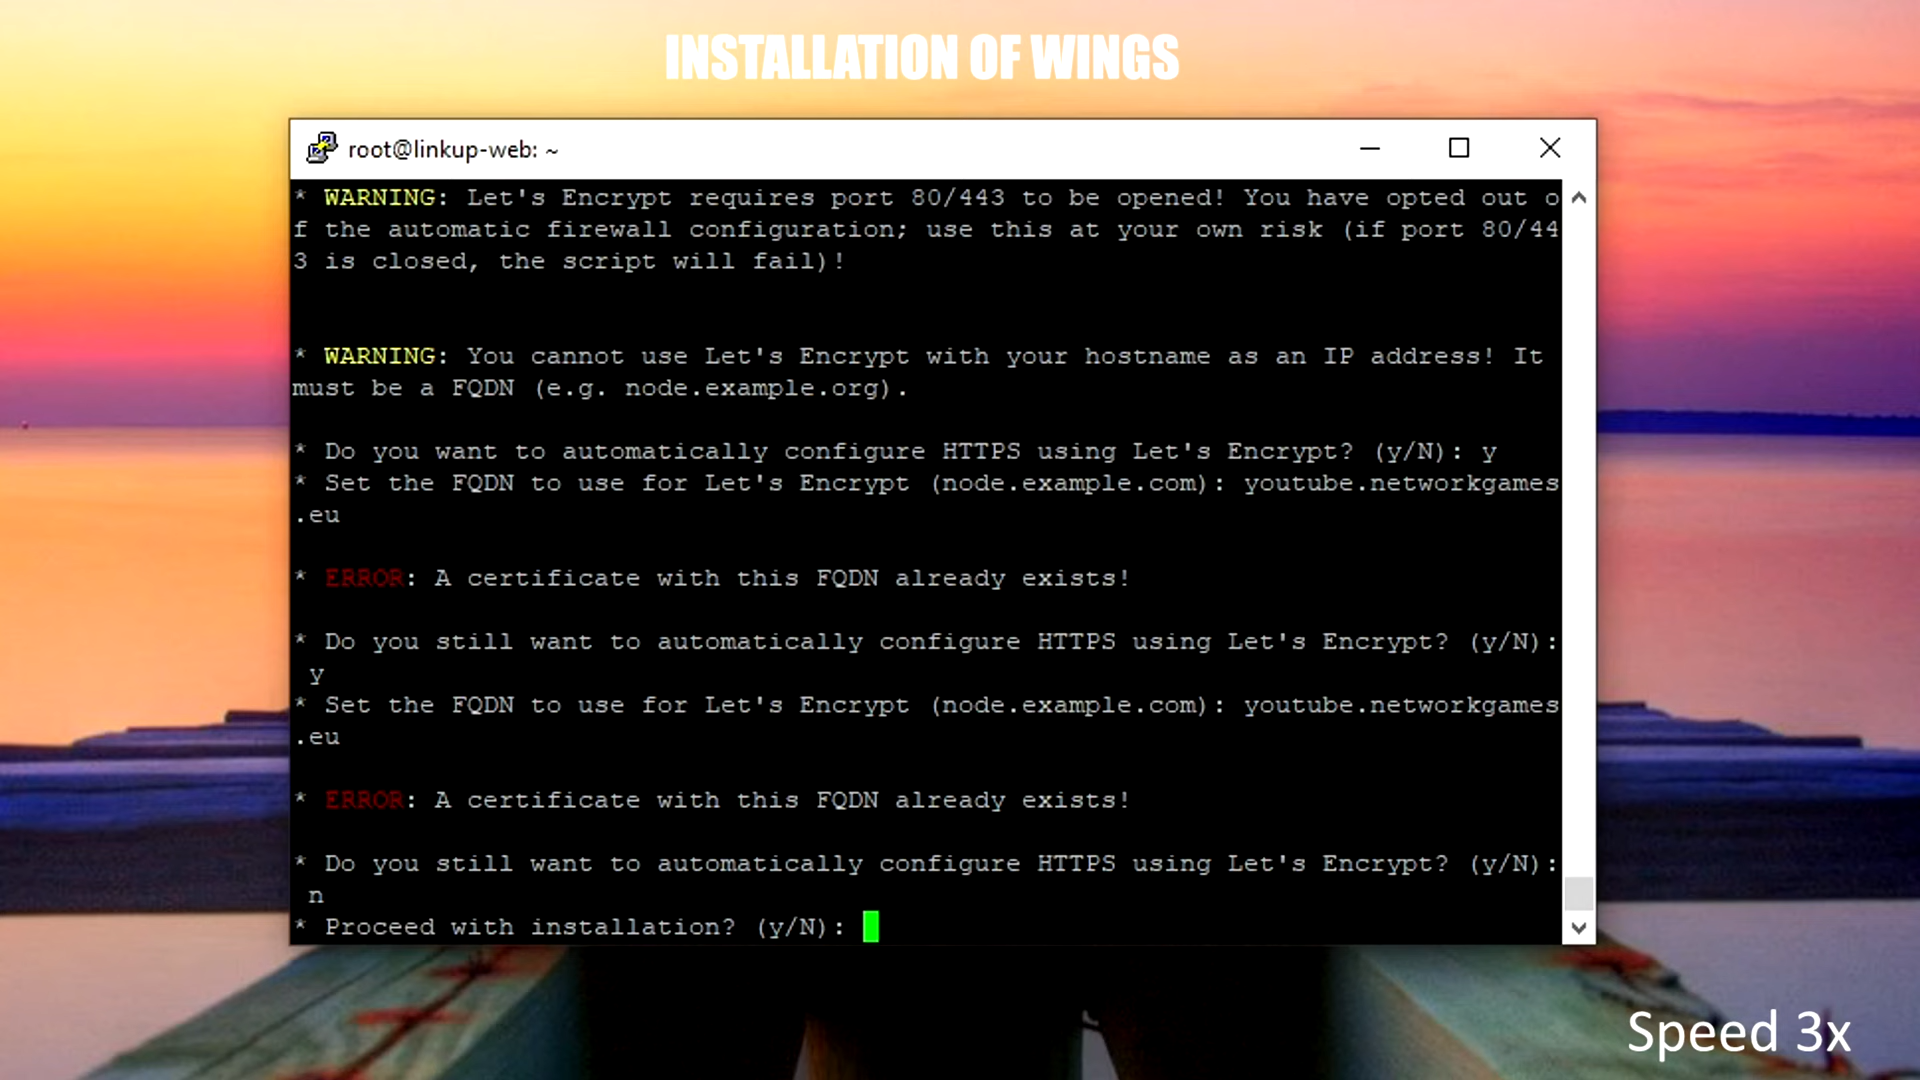 INSTALLATION OF WINGS
root@linkup-web: ~
* WARNING: Let's Encrypt requires port 80/443 to be opened! You have opted out o
f the automatic firewall configuration; use this at your own risk (if port 80/44
3 is closed, the script will fail)!
* WARNING: You cannot use Let's Encrypt with your hostname as an IP address! It
must be a FQDN (e.g. node.example.org).
* Do you want to automatically configure HTTPS using Let's Encrypt? (y/N): y
* Set the FQDN to use for Let's Encrypt (node.example.com): youtube.networkgames
.eu
* ERROR: A certificate with this FQDN already exists!
* Do you still want to automatically configure HTTPS using Let's Encrypt? (y/N):
y
* Set the FQDN to use for Let's Encrypt (node.example.com): youtube.networkgames
.eu
* ERROR: A certificate with this FQDN already exists!
* Do you still want to automatically configure HTTPS using Let's Encrypt? (y/N):
n
* Proceed with installation? (y/N):
Speed 3x